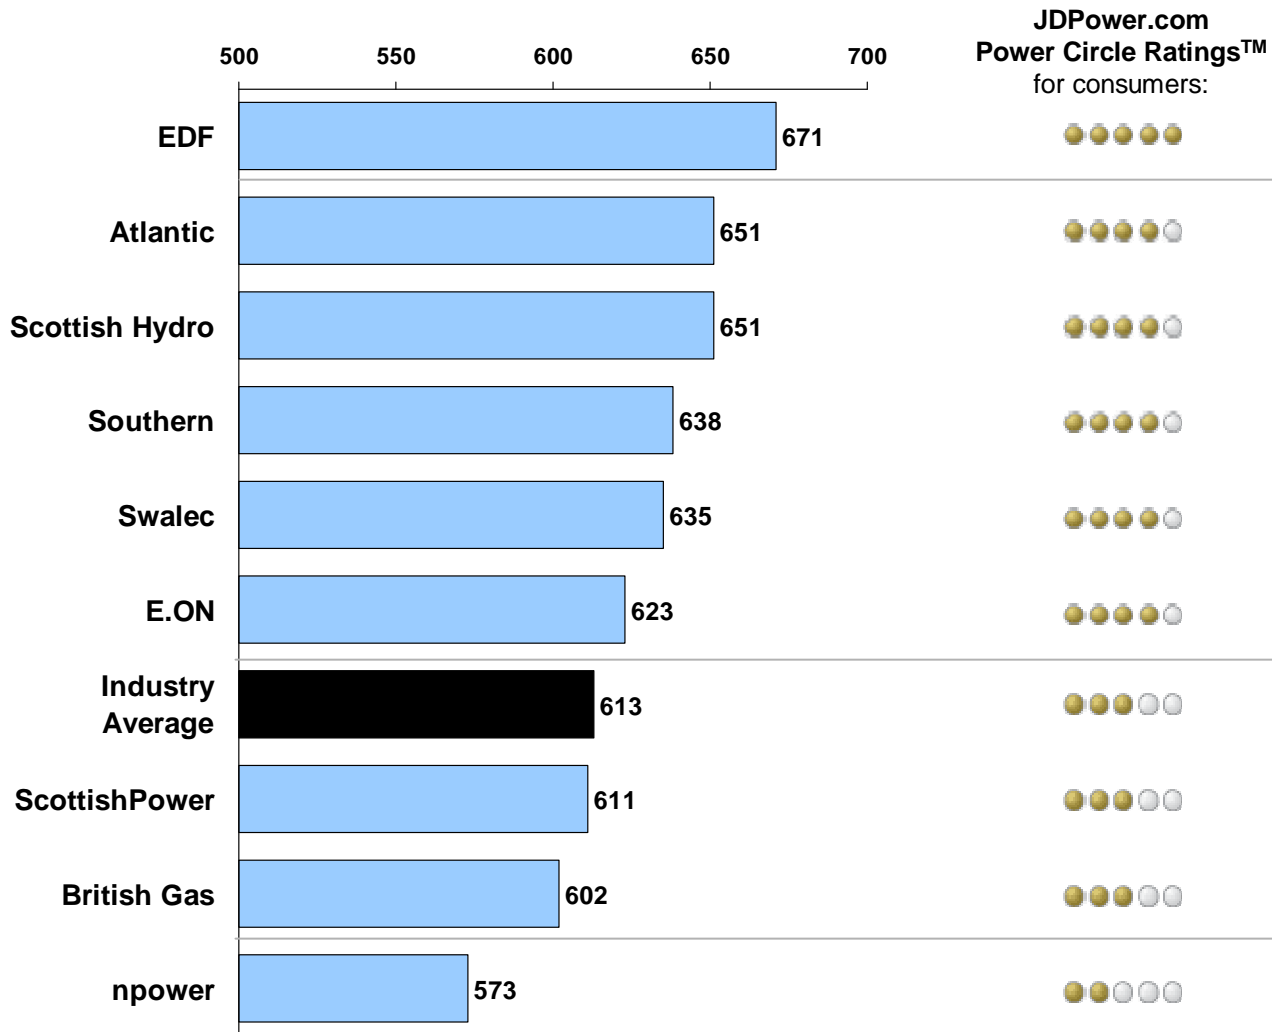 JDPower.com
Power Circle Ratings™
for consumers:
500 550 600 650 700
EDF 671
Atlantic 651
Scottish Hydro 651
Southern 638
Swalec 635
E.ON 623
Industry
Average 613
ScottishPower 611
British Gas 602
npower 573